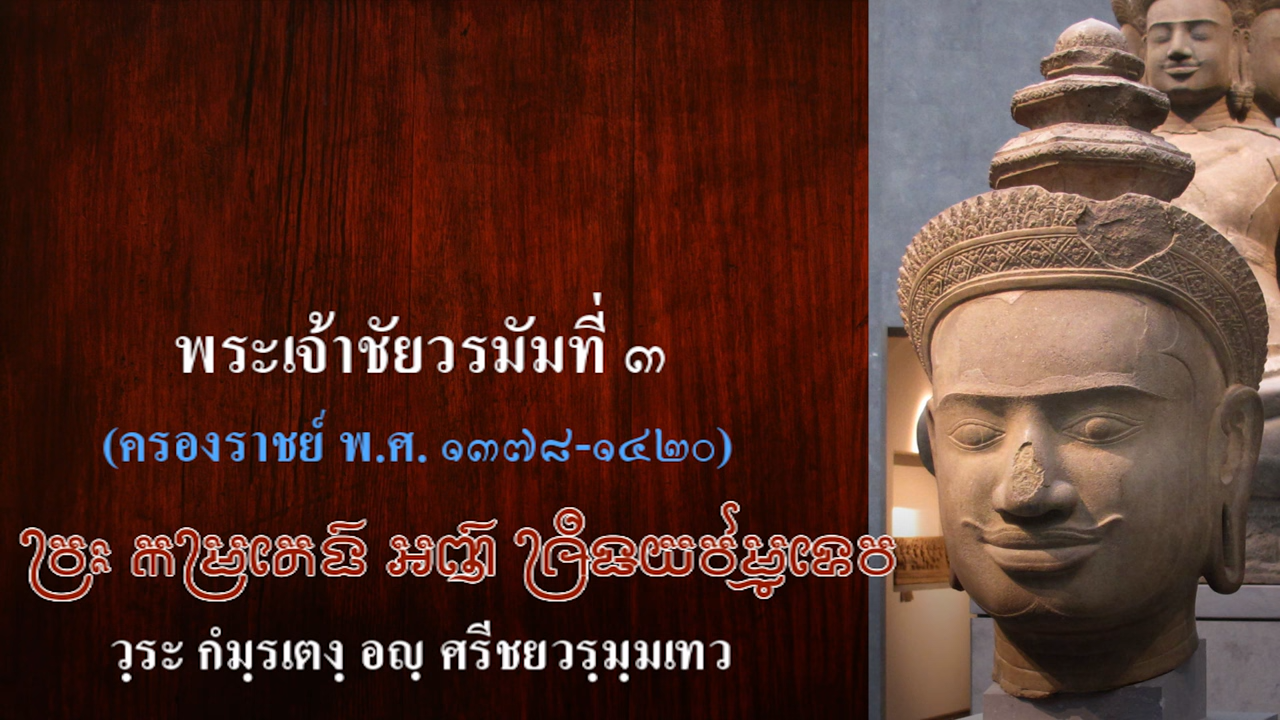 พระเจ้าชัยวรมัมที่ ๓
(ครองราชย์ พ.ศ. ๑๓๗๘-๑๔๒๐)
វ្រះ កម្រតេង៑ អញ៑ ឝ្រីជយវម៌្មទេវ
วฺระ กํมฺรเตงฺ อญฺ ศรีชยวรฺมฺมเทว